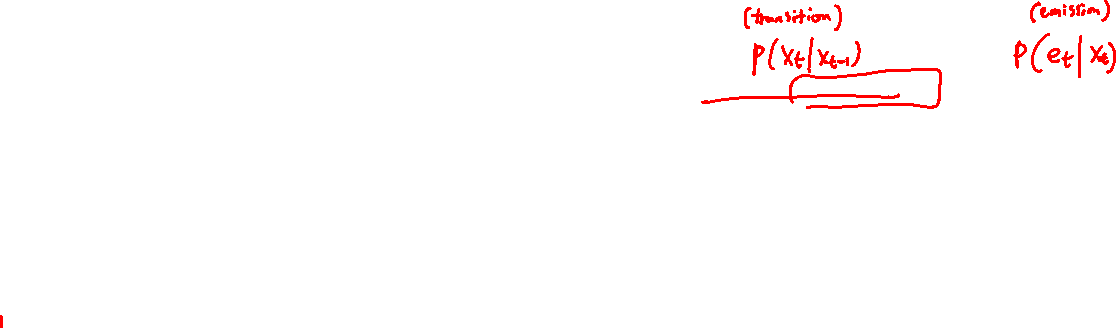 (transition) (emission)
P(Xt|Xt-1) P(et|Xt)